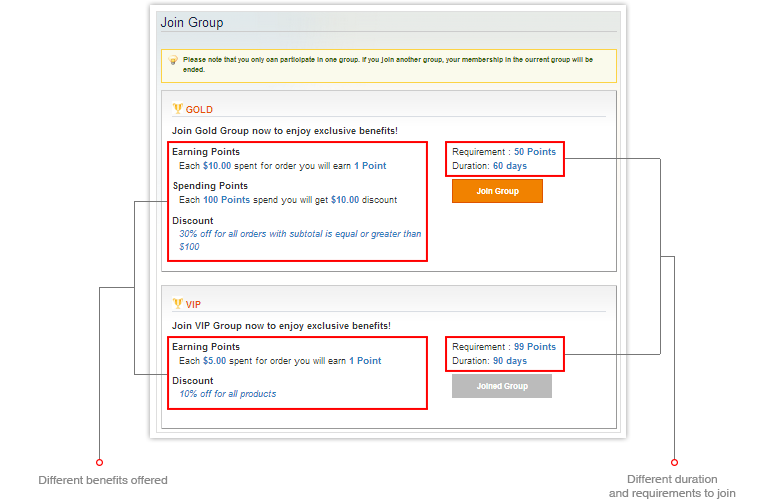 Join Group
Please note that you only can participate in one group. If you join another group, your membership in the current group will be
ended.
GOLD
Join Gold Group now to enjoy exclusive benefits!
Earning Points
Each $10.00 spent for order you will earn 1 Point
Spending Points
Each 100 Points spend you will get $10.00 discount
Discount
30% off for all orders with subtotal is equal or greater than
$100
Requirement : 50 Points
Duration: 60 days
Join Group
VIP
Join VIP Group now to enjoy exclusive benefits!
Earning Points
Each $5.00 spent for order you will earn 1 Point
Discount
10% off for all products
Requirement : 99 Points
Duration: 90 days
Joined Group
Different benefits offered
Different duration
and requirements to join